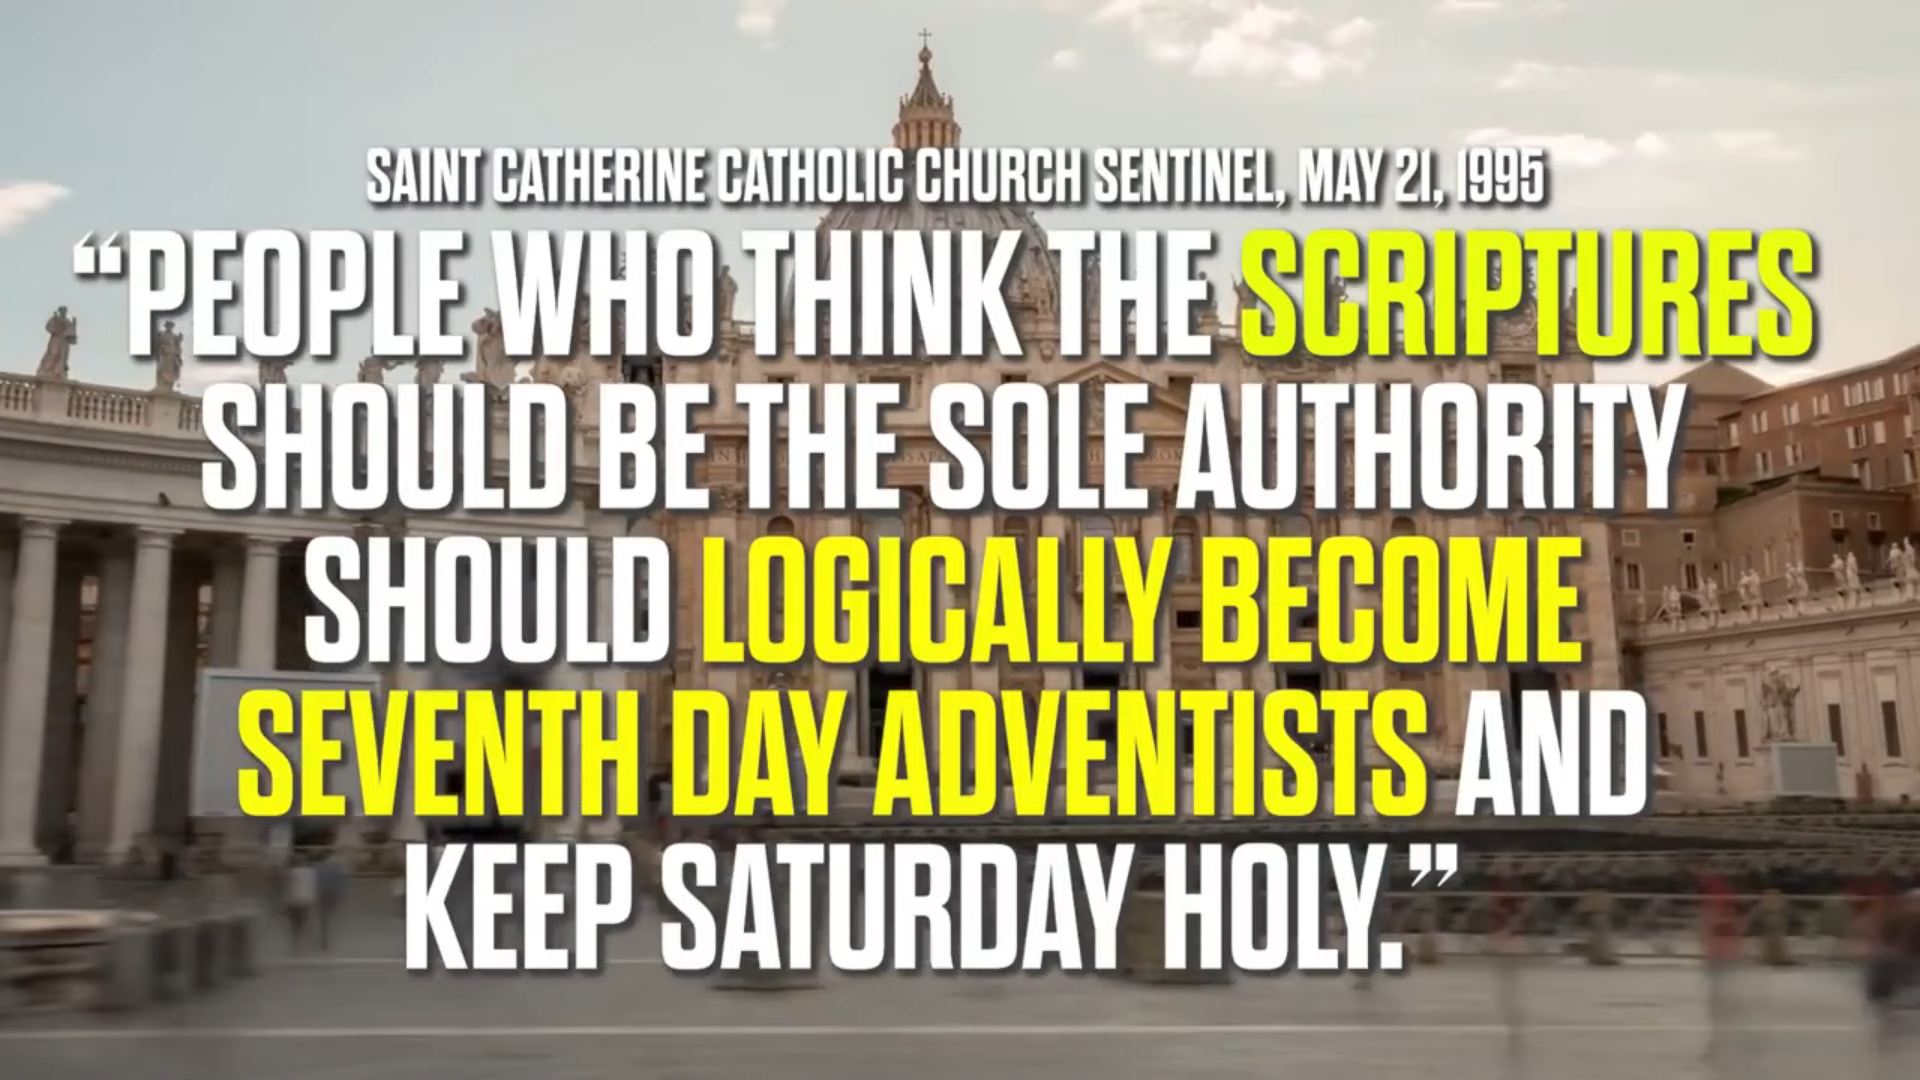 SAINT CATHERINE CATHOLIC CHURCH SENTINEL, MAY 21, 1995
“PEOPLE WHO THINK THE SCRIPTURES
SHOULD BE THE SOLE AUTHORITY
SHOULD LOGICALLY BECOME
SEVENTH DAY ADVENTISTS AND
KEEP SATURDAY HOLY.”